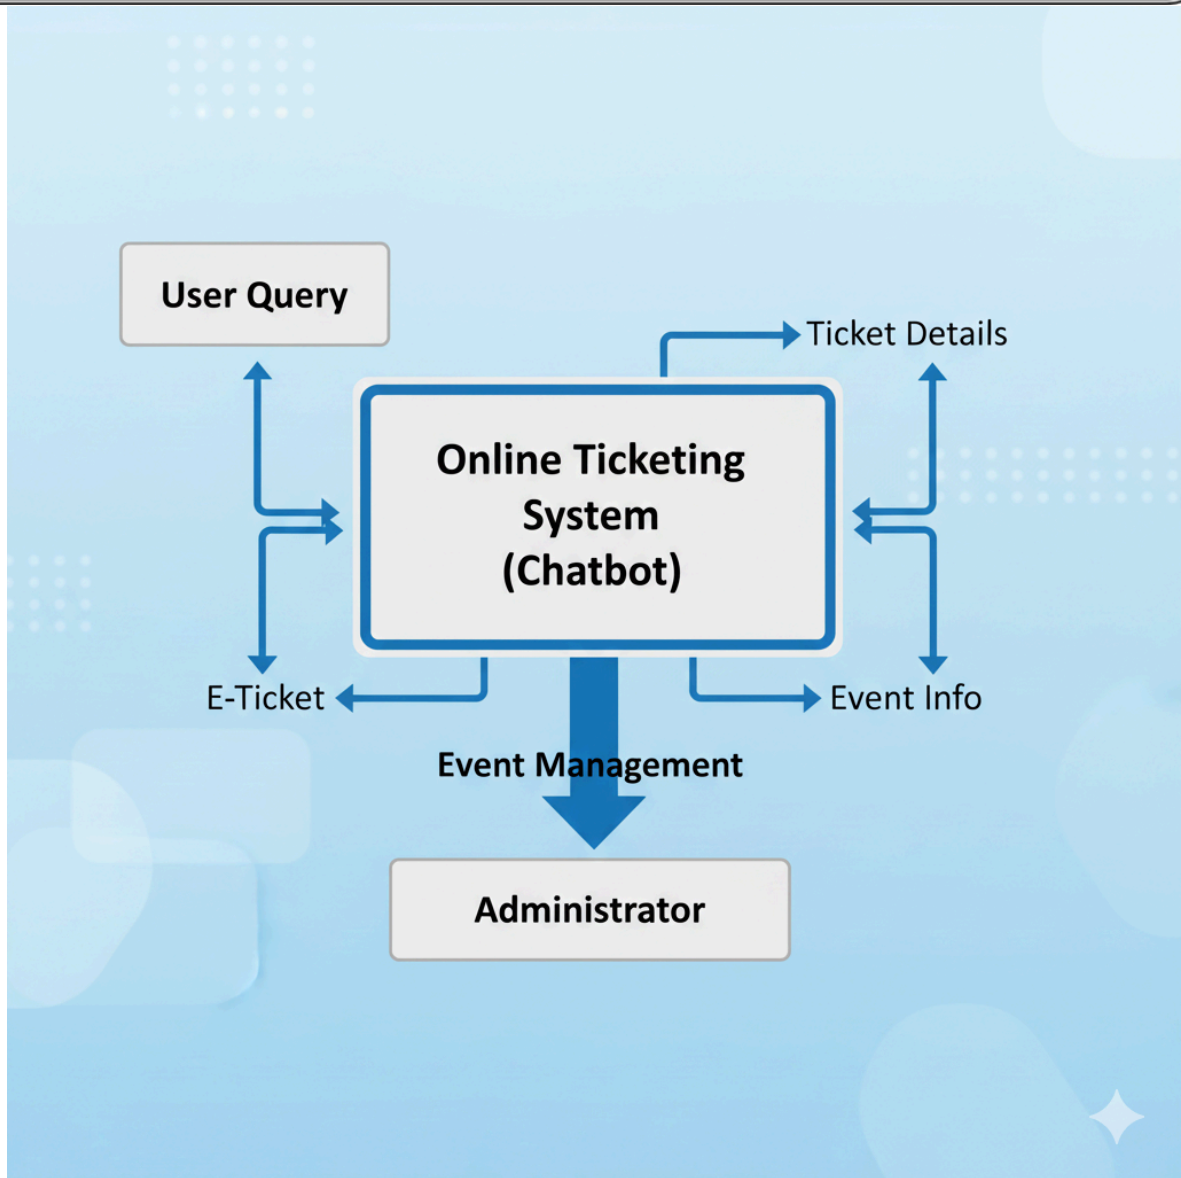 User Query
Ticket Details
Online Ticketing
System
(Chatbot)
E-Ticket
Event Info
Event Management
Administrator